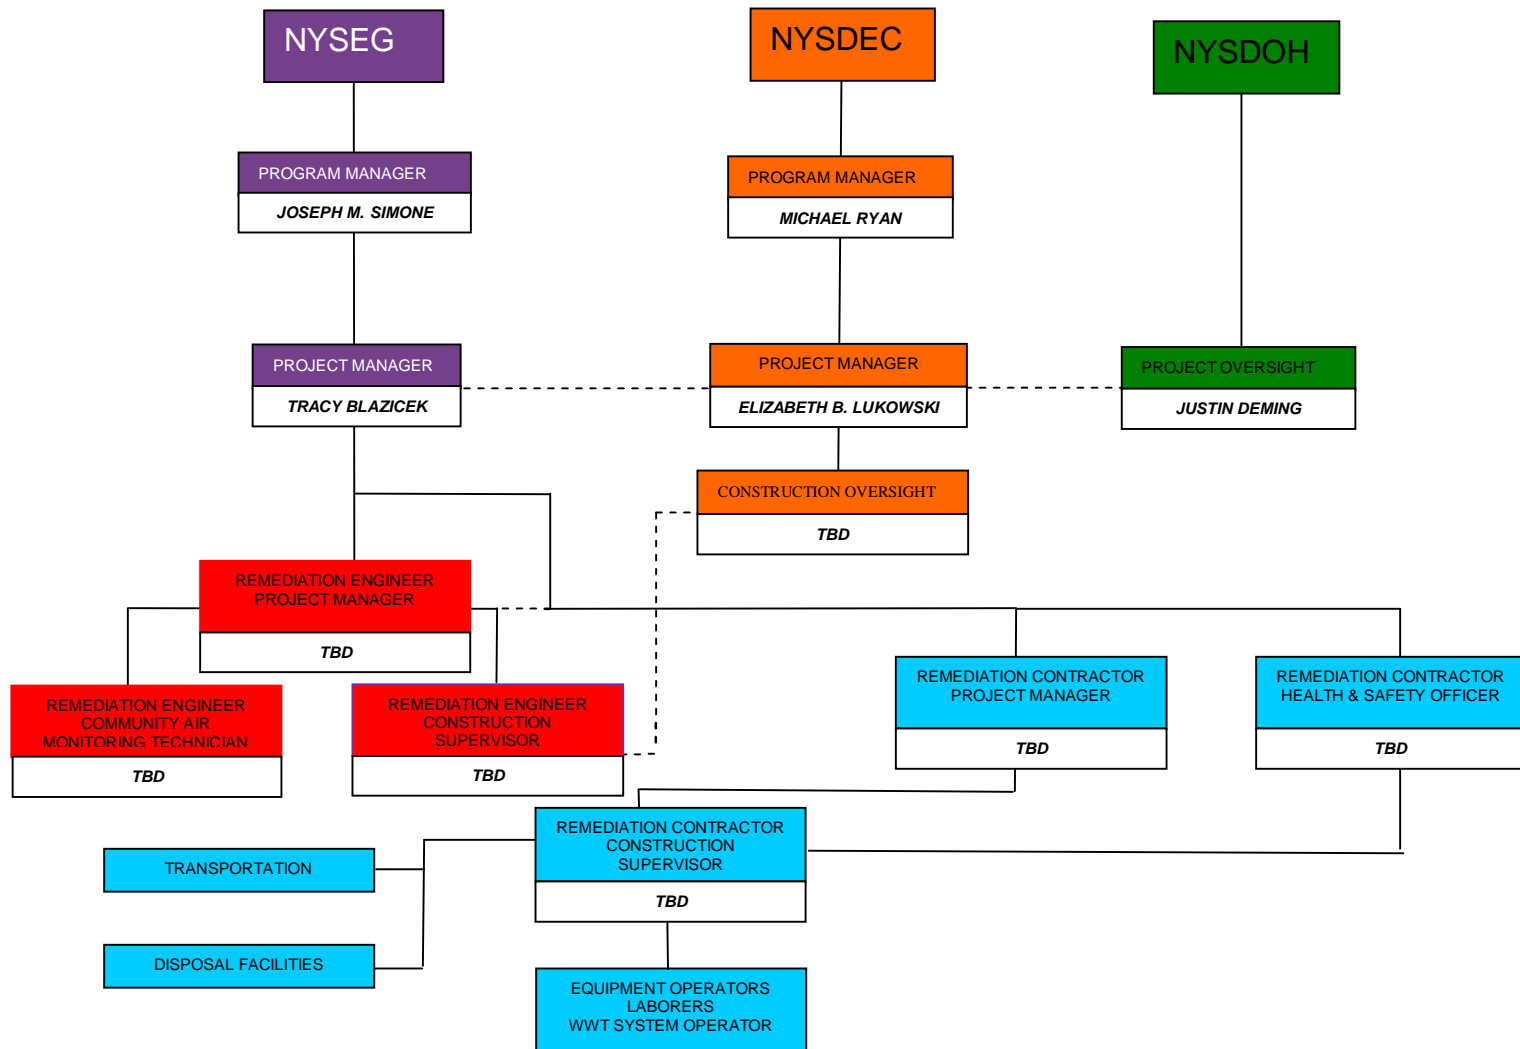 NYSEG
NYSDEC
NYSDOH
PROGRAM MANAGER
JOSEPH M. SIMONE
PROGRAM MANAGER
MICHAEL RYAN
PROJECT MANAGER
TRACY BLAZICEK
PROJECT MANAGER
ELIZABETH B. LUKOWSKI
PROJECT OVERSIGHT
JUSTIN DEMING
CONSTRUCTION OVERSIGHT
TBD
REMEDIATION ENGINEER
PROJECT MANAGER
TBD
REMEDIATION ENGINEER
COMMUNITY AIR
MONITORING TECHNICIAN
TBD
REMEDIATION ENGINEER
CONSTRUCTION
SUPERVISOR
TBD
REMEDIATION CONTRACTOR
PROJECT MANAGER
TBD
REMEDIATION CONTRACTOR
HEALTH & SAFETY OFFICER
TBD
REMEDIATION CONTRACTOR
CONSTRUCTION
SUPERVISOR
TBD
TRANSPORTATION
DISPOSAL FACILITIES
EQUIPMENT OPERATORS
LABORERS
WWT SYSTEM OPERATOR